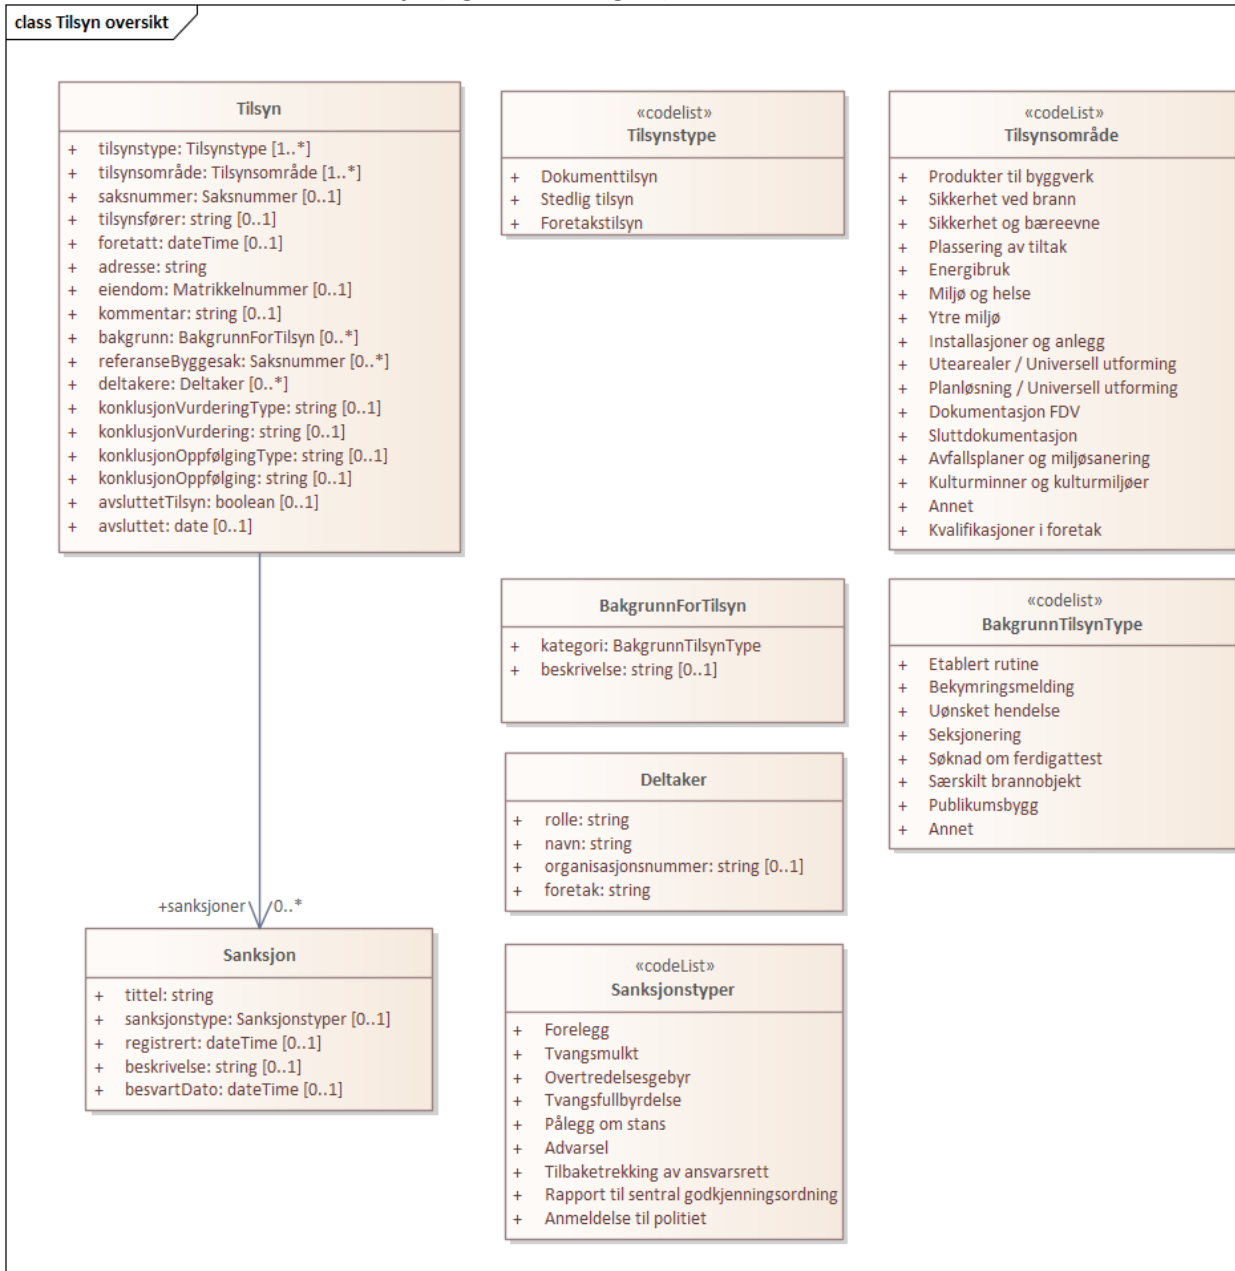 class Tilsyn oversikt
Tilsyn
+ tilsynstype: Tilsynstype [1..*]
+ tilsynsområde: Tilsynsområde [1..*]
+ saksnummer: Saksnummer [0..1]
+ tilsynsfører: string [0..1]
+ foretatt: dateTime [0..1]
+ adresse: string
+ eiendom: Matrikkelnummer [0..1]
+ kommentar: string [0..1]
+ bakgrunn: BakgrunnForTilsyn [0..*]
+ referanseByggesak: Saksnummer [0..*]
+ deltakere: Deltaker [0..*]
+ konklusjonVurderingType: string [0..1]
+ konklusjonVurdering: string [0..1]
+ konklusjonOppfølgingType: string [0..1]
+ konklusjonOppfølging: string [0..1]
+ avsluttetTilsyn: boolean [0..1]
+ avsluttet: date [0..1]
«codelist»
Tilsynstype
+ Dokumenttilsyn
+ Stedlig tilsyn
+ Foretakstilsyn
«codeList»
Tilsynsområde
+ Produkter til byggverk
+ Sikkerhet ved brann
+ Sikkerhet og bæreevne
+ Plassering av tiltak
+ Energibruk
+ Miljø og helse
+ Ytre miljø
+ Installasjoner og anlegg
+ Utearealer / Universell utforming
+ Planløsning / Universell utforming
+ Dokumentasjon FDV
+ Sluttdokumentasjon
+ Avfallsplaner og miljøsanering
+ Kulturminner og kulturmiljøer
+ Annet
+ Kvalifikasjoner i foretak
BakgrunnForTilsyn
+ kategori: BakgrunnTilsynType
+ beskrivelse: string [0..1]
«codelist»
BakgrunnTilsynType
+ Etablert rutine
+ Bekymringsmelding
+ Uønsket hendelse
+ Seksjonering
+ Søknad om ferdigattest
+ Særskilt brannobjekt
+ Publikumsbygg
+ Annet
Deltaker
+ rolle: string
+ navn: string
+ organisasjonsnummer: string [0..1]
+ foretak: string
+sanksjoner 0..*
Sanksjon
+ tittel: string
+ sanksjonstype: Sanksjonstyper [0..1]
+ registrert: dateTime [0..1]
+ beskrivelse: string [0..1]
+ besvartDato: dateTime [0..1]
«codeList»
Sanksjonstyper
+ Forelegg
+ Tvangsmulkt
+ Overtredelsesgebyr
+ Tvangsfullbyrdelse
+ Pålegg om stans
+ Advarsel
+ Tilbaketrekking av ansvarsrett
+ Rapport til sentral godkjenningsordning
+ Anmeldelse til politiet